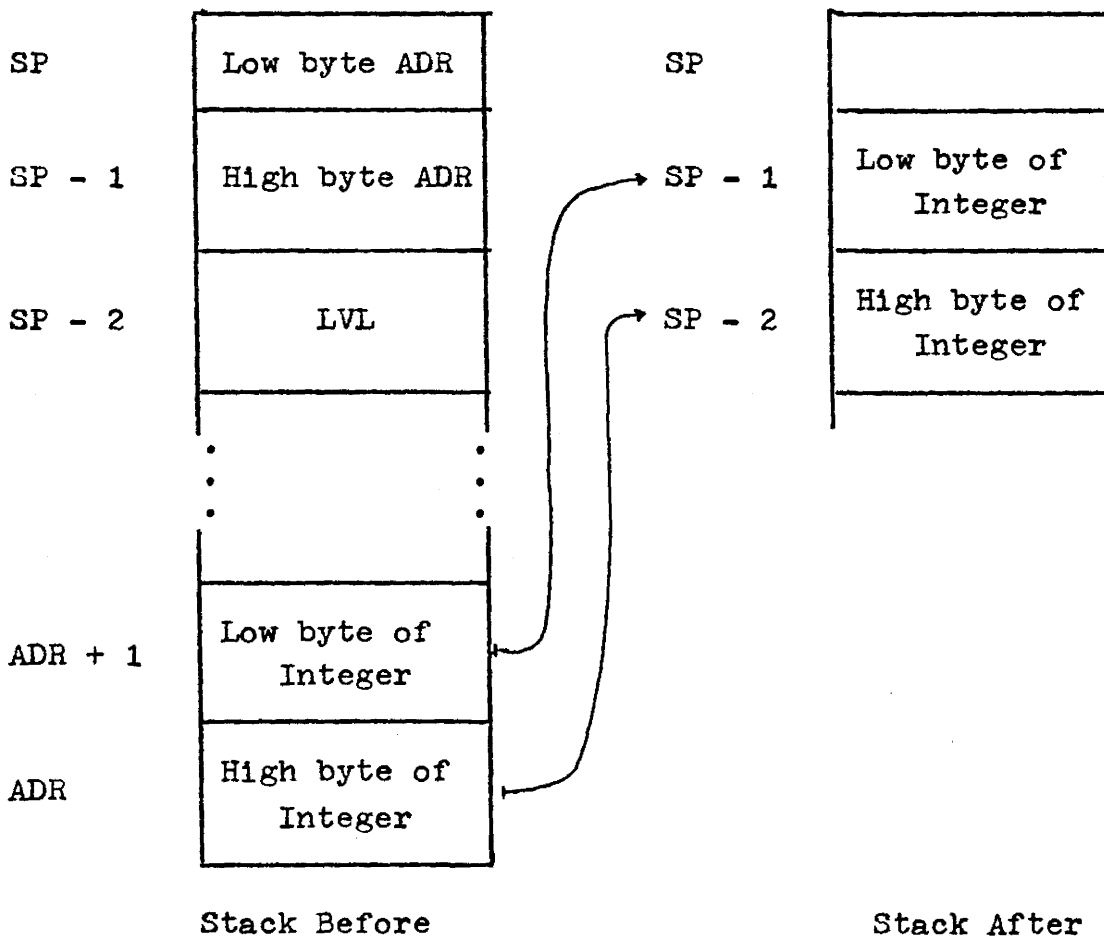 SP Low byte ADR SP
SP - 1 High byte ADR SP - 1 Low byte of
Integer
SP - 2 LVL SP - 2 High byte of
Integer
ADR + 1 Low byte of
Integer
ADR High byte of
Integer
Stack Before Stack After